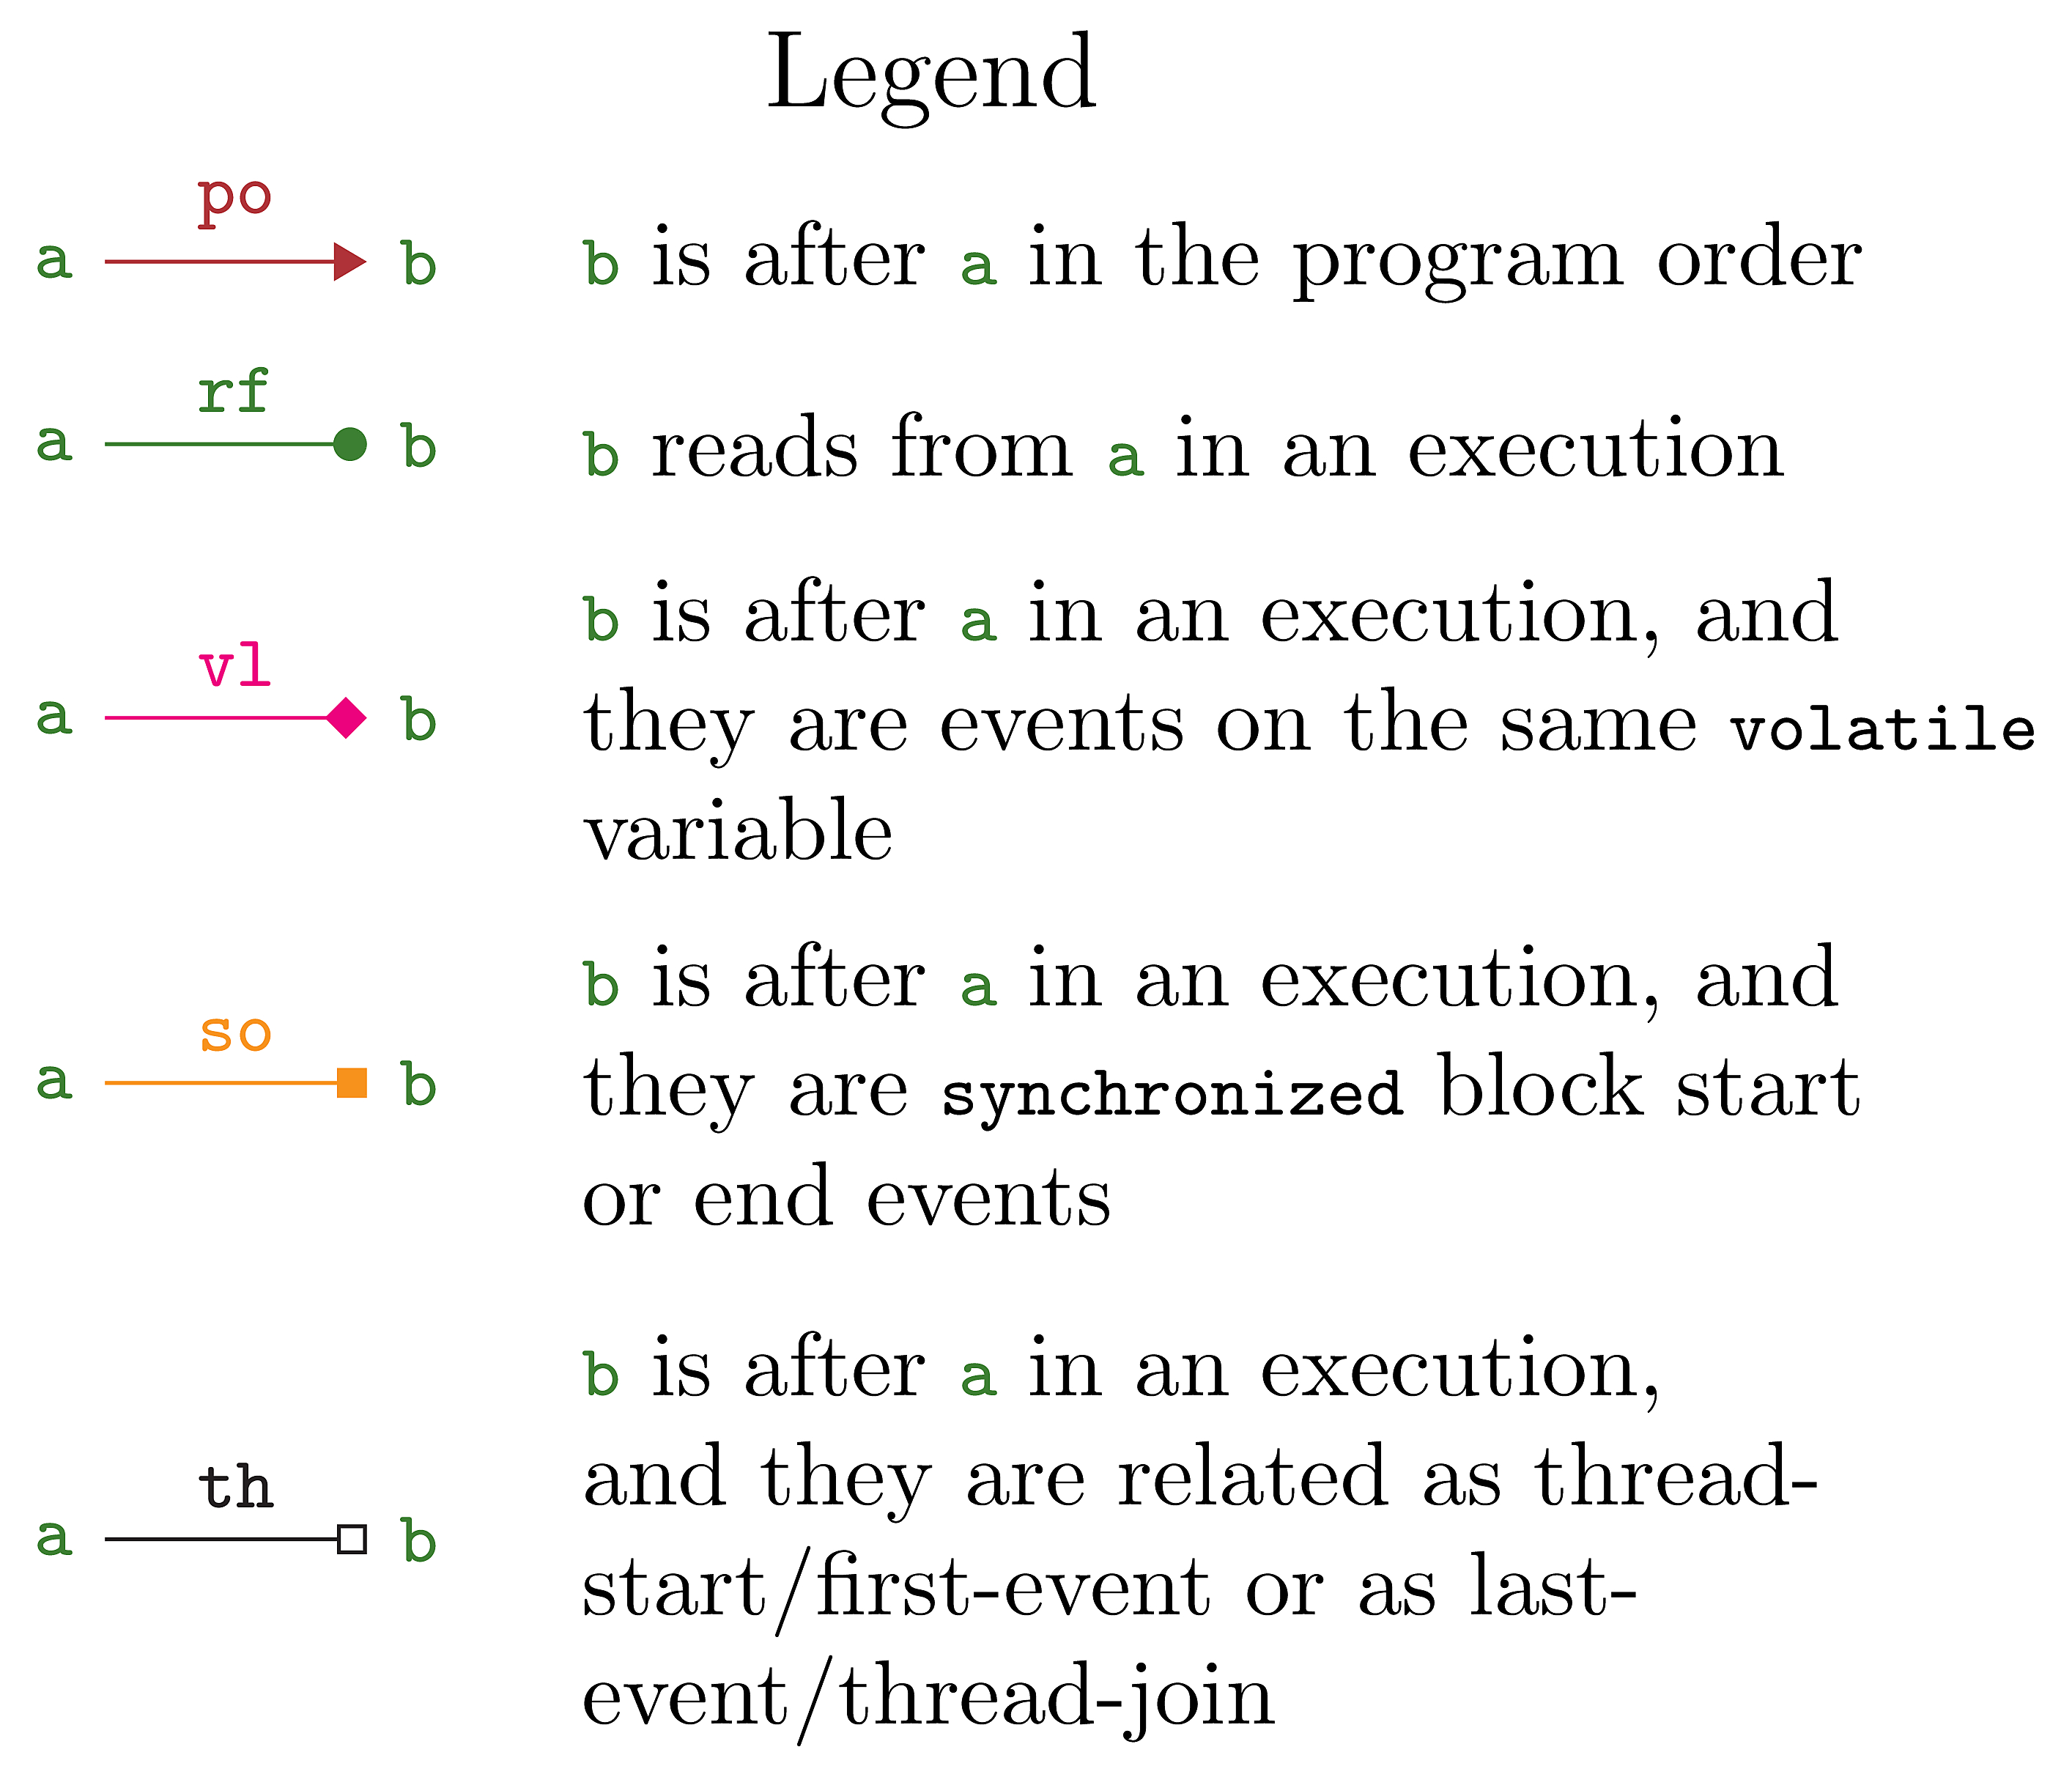 Legend
po
a b b is after a in the program order
rf
a b b reads from a in an execution
b is after a in an execution, and
vl
a b they are events on the same volatile
variable
b is after a in an execution, and
so
a b they are synchronized block start
or end events
b is after a in an execution,
and they are related as thread-
th
a b start/first-event or as last-
event/thread-join